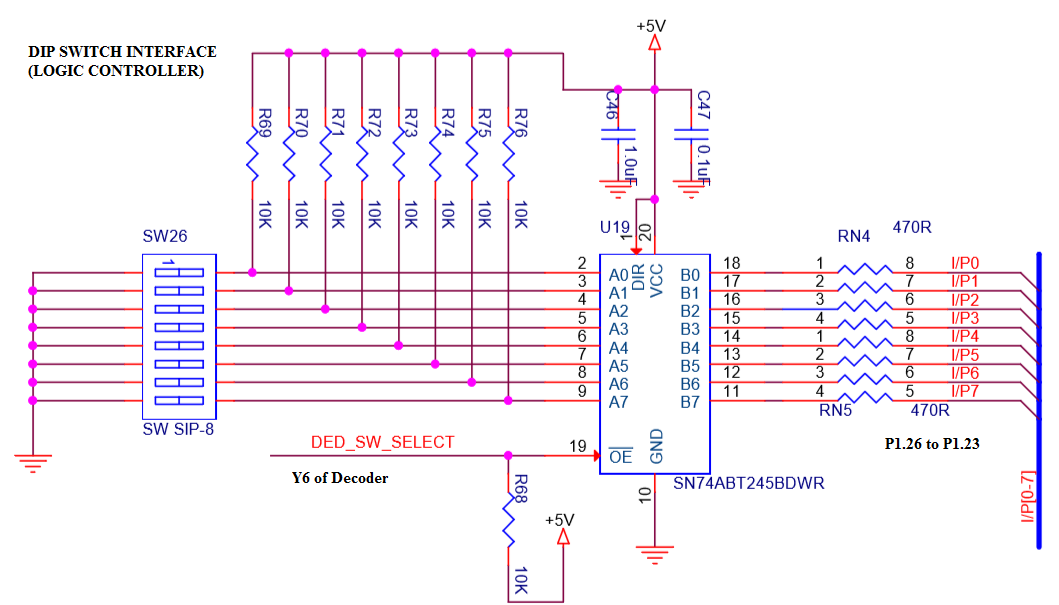 +5V
DIP SWITCH INTERFACE
(LOGIC CONTROLLER)
R69
R70
R71
R72
R73
R74
R75
R76
C46
C47
1.0uF
0.1uF
10K
10K
10K
10K
10K
10K
10K
10K
SW26
U19
1
20
RN4
470R
1
DIR
VCC
2 A0 B0 18 1 8 I/P0
3 A1 B1 17 2 7 I/P1
4 A2 B2 16 3 6 I/P2
5 A3 B3 15 4 5 I/P3
6 A4 B4 14 1 8 I/P4
7 A5 B5 13 2 7 I/P5
8 A6 B6 12 3 6 I/P6
9 A7 B7 11 4 5 I/P7
RN5
470R
SW SIP-8
DED_SW_SELECT
19
OE
GND
P1.26 to P1.23
Y6 of Decoder
R68
10
SN74ABT245BDWR
I/P[0-7]
+5V
10K